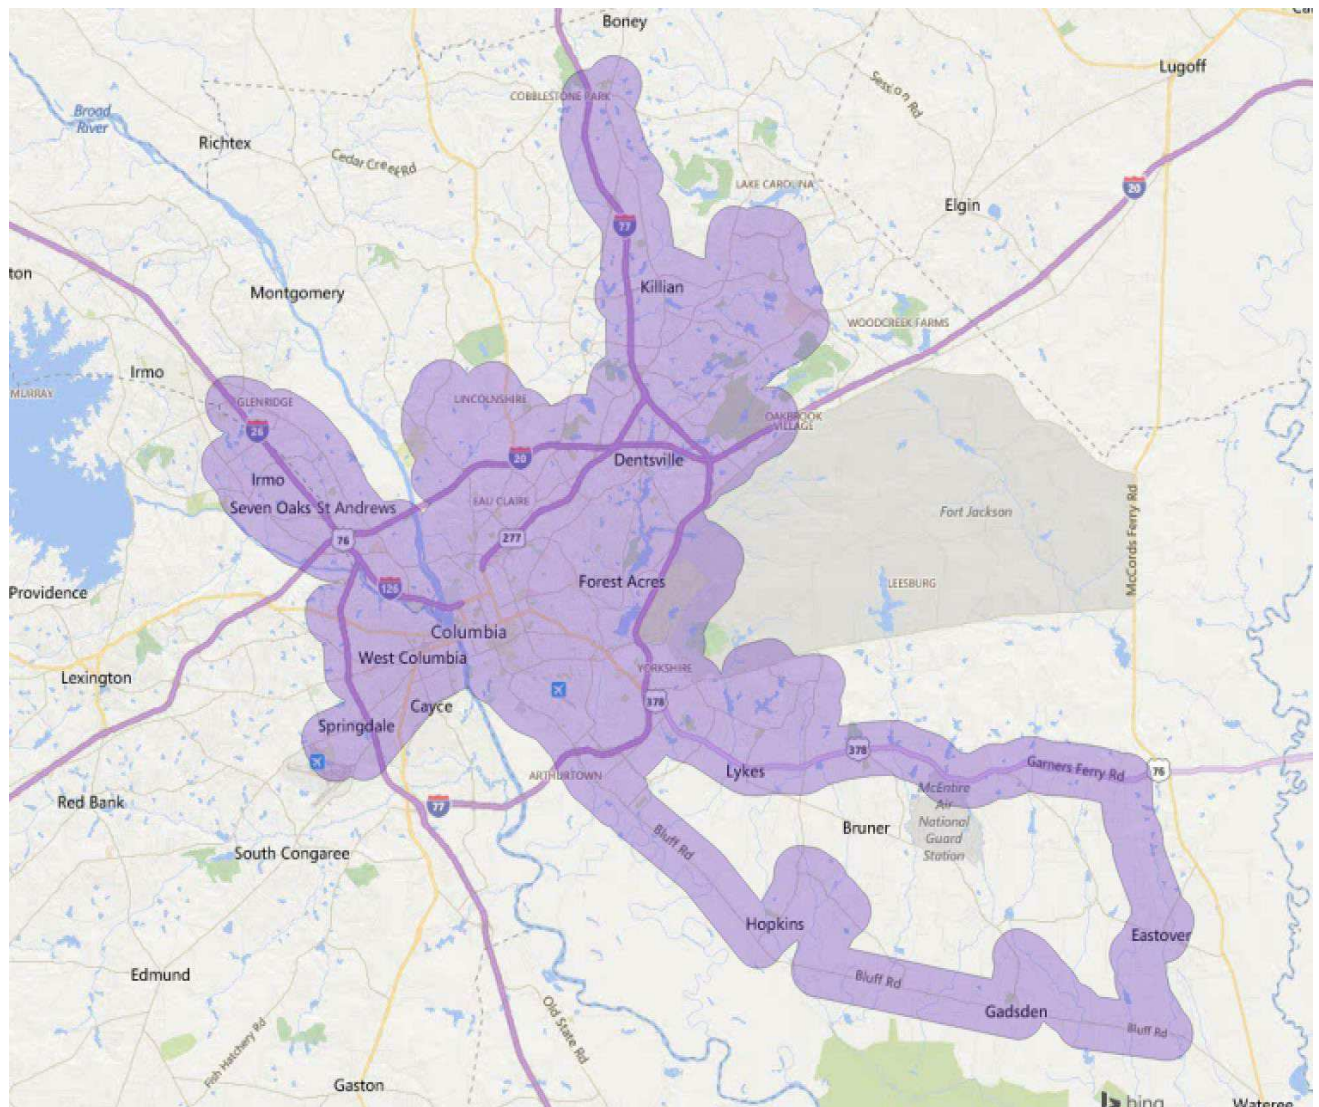 Boney
Lugoff
COBBLESTONE PARK
Session Rd
Broad
River
Richtex
Cedar Creek Rd
LAKE CAROLINA
20
Elgin
77
ton
Killian
Montgomery
WOODCREEK FARMS
Irmo
MURRAY
GLENRIDGE
LINCOLNSHIRE
OAKBROOK
VILLAGE
26
20
Dentsville
Irmo
EAU CLAIRE
Seven Oaks St Andrews
Fort Jackson
McCords Ferry Rd
76
277
Forest Acres
LEESBURG
126
Providence
Columbia
West Columbia
YORKSHIRE
Lexington
378
Cayce
Springdale
378
Lykes
Garners Ferry Rd
76
ARTHURTOWN
McEntire
Air
National
Guard
Station
Red Bank
77
Bruner
Bluff Rd
South Congaree
Hopkins
Eastover
Edmund
Bluff Rd
Gadsden
Old State Rd
Bluff Rd
Fish Hatchery Rd
Gaston
bing
Wateree